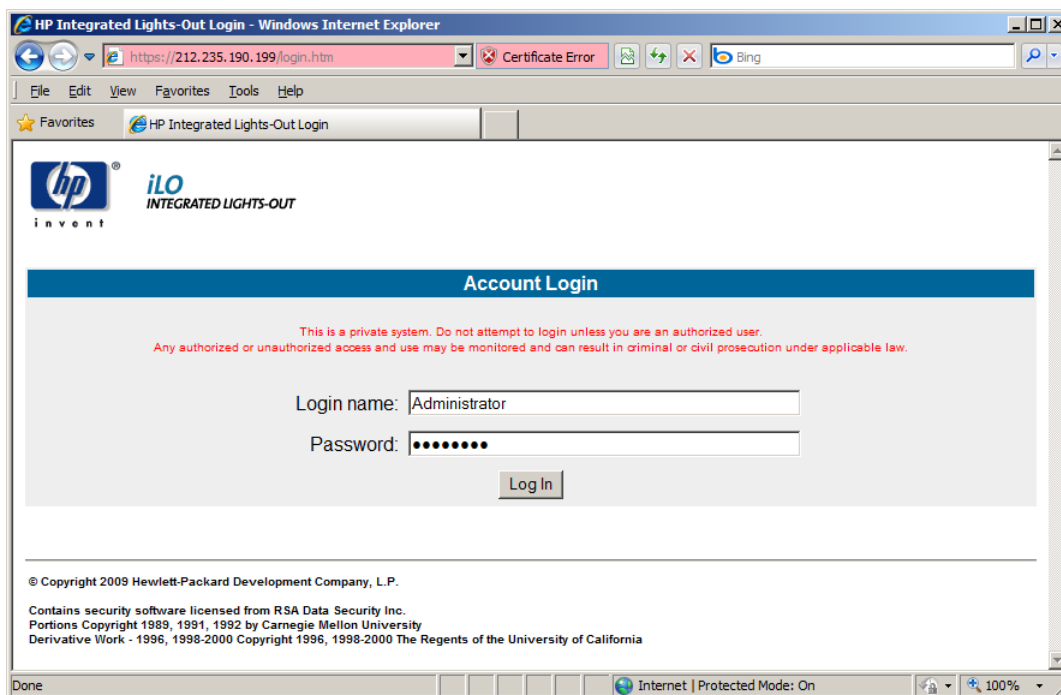 HP Integrated Lights-Out Login - Windows Internet Explorer
https://212.235.190.199/login.htm
Certificate Error
Bing
File Edit View Favorites Tools Help
Favorites
HP Integrated Lights-Out Login
hp
®
invent
iLO
INTEGRATED LIGHTS-OUT
Account Login
This is a private system. Do not attempt to login unless you are an authorized user.
Any authorized or unauthorized access and use may be monitored and can result in criminal or civil prosecution under applicable law.
Login name: Administrator
Password: ••••••••
Log In
© Copyright 2009 Hewlett-Packard Development Company, L.P.
Contains security software licensed from RSA Data Security Inc.
Portions Copyright 1989, 1991, 1992 by Carnegie Mellon University
Derivative Work - 1996, 1998-2000 Copyright 1996, 1998-2000 The Regents of the University of California
Done
Internet | Protected Mode: On
100%